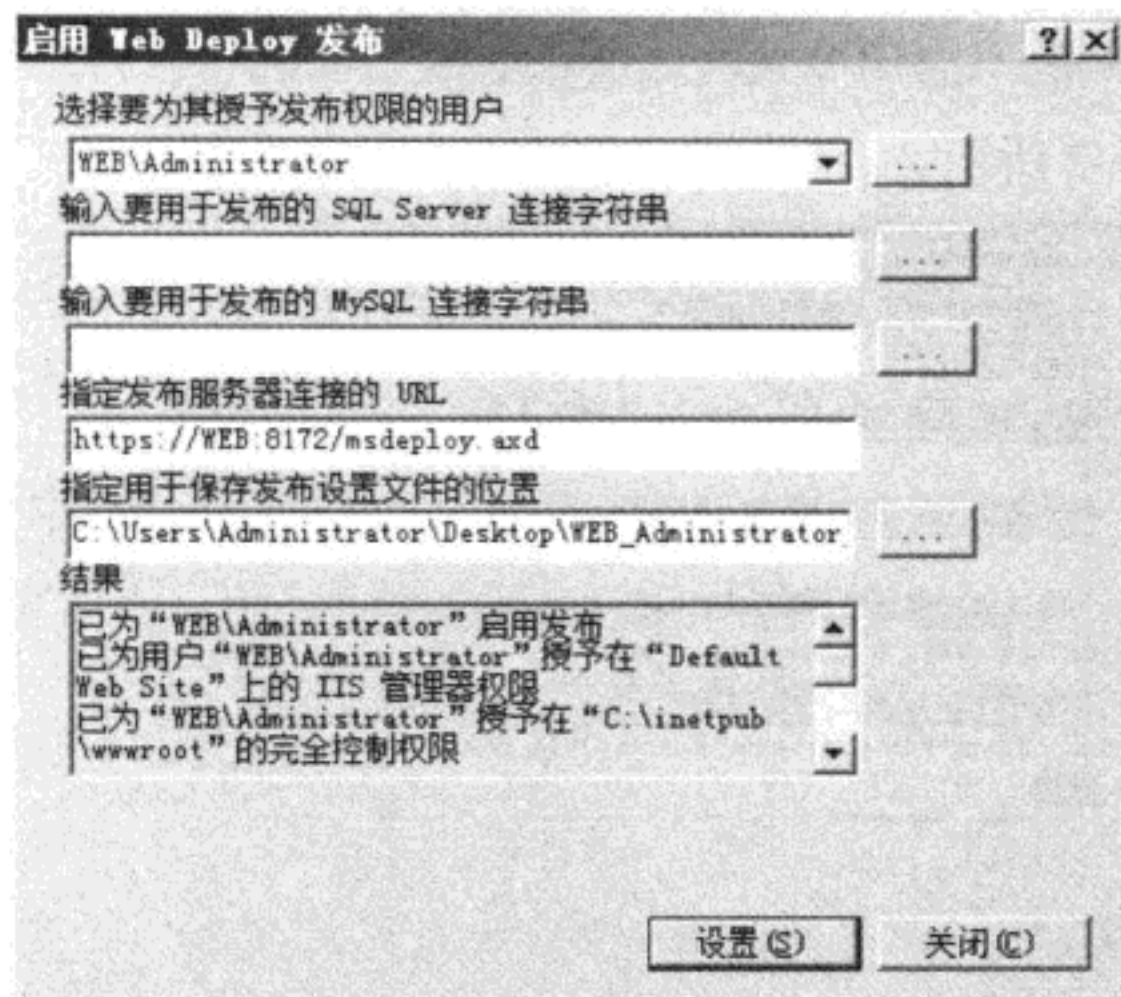 启用 Web Deploy 发布
? ×
选择要为其授予发布权限的用户
WEB\Administrator
...
输入要用于发布的 SQL Server 连接字符串
...
输入要用于发布的 MySQL 连接字符串
...
指定发布服务器连接的 URL
https://WEB:8172/msdeploy.axd
指定用于保存发布设置文件的位置
C:\Users\Administrator\Desktop\WEB_Administrator_
...
结果
已为“WEB\Administrator”启用发布
已为用户“WEB\Administrator”授予在“Default
Web Site”上的 IIS 管理器权限
已为“WEB\Administrator”授予在“C:\inetpub
\wwwroot”的完全控制权限
设置(S)
关闭(C)